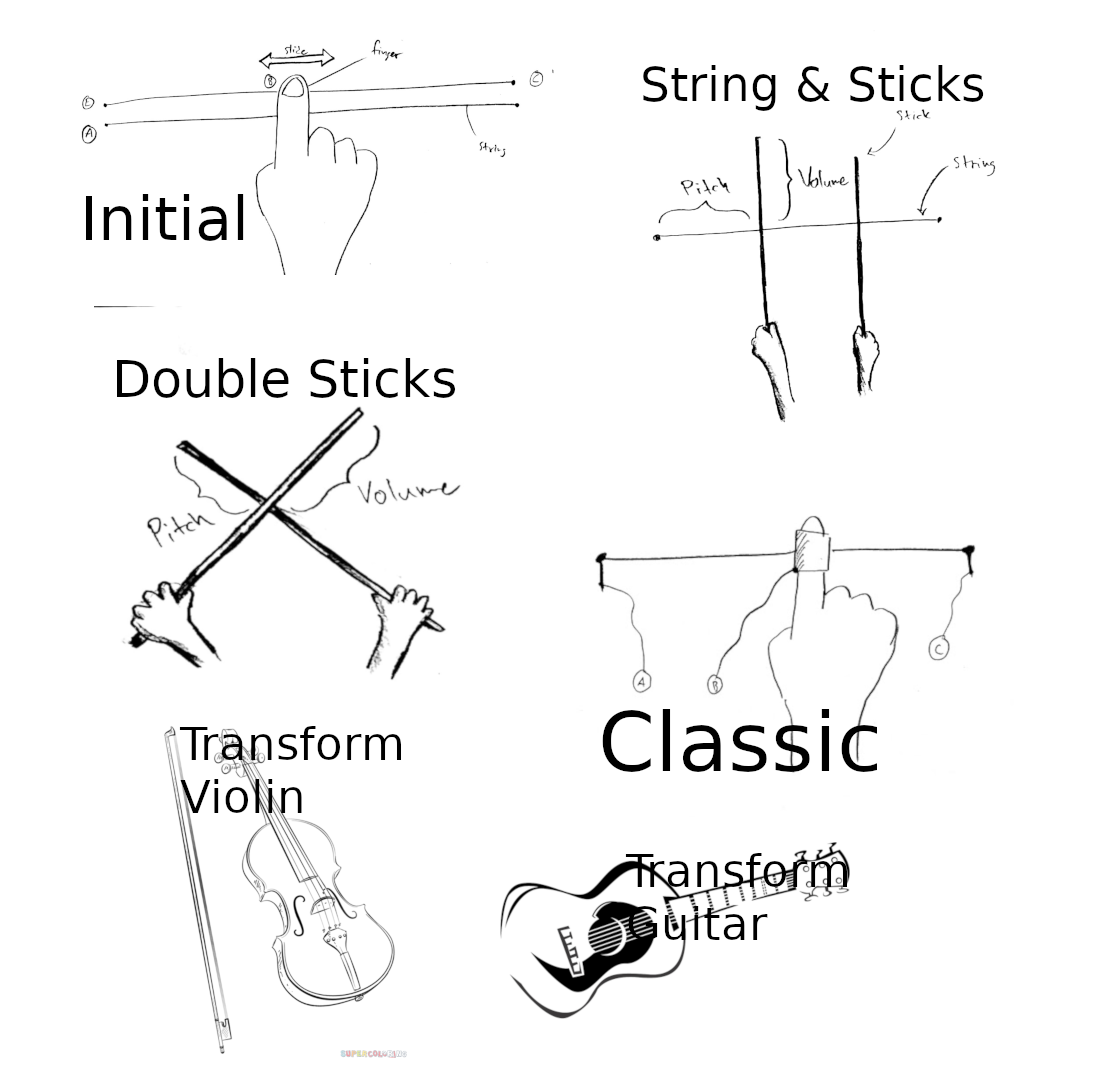 slide
finger
B
C
D
A
string
Initial
String & Sticks
Stick
String
Pitch
Volume
Double Sticks
Pitch
Volume
A
B
C
Classic
Transform
Violin
Transform
Guitar
SUPERCOLORING